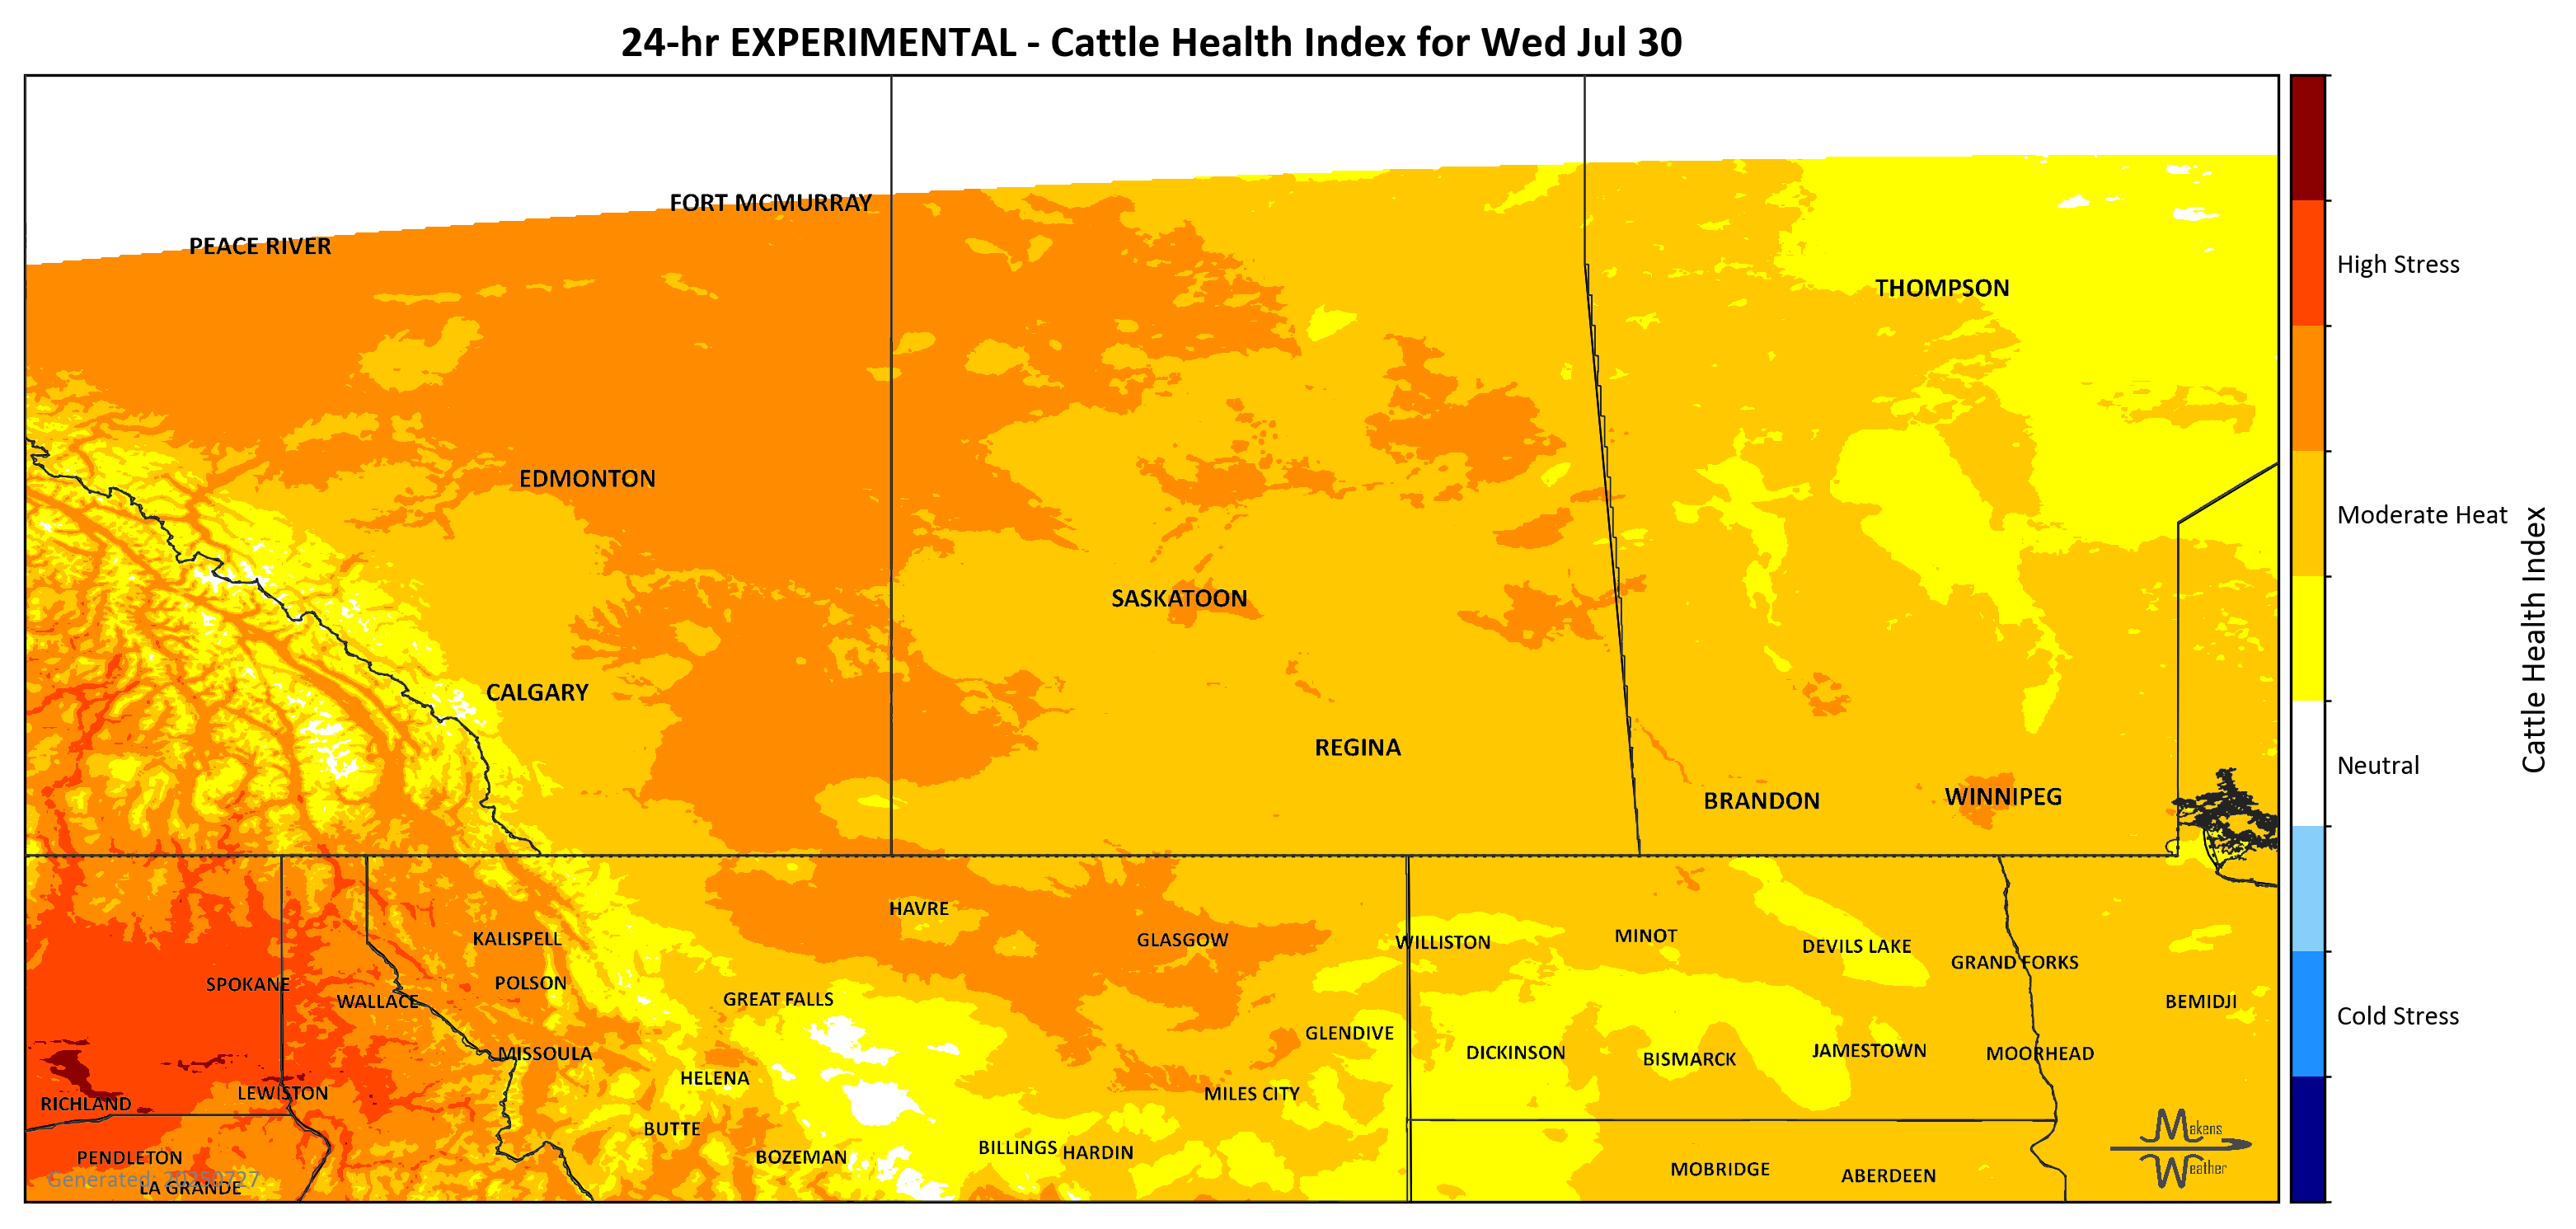 24-hr EXPERIMENTAL - Cattle Health Index for Wed Jul 30
FORT MCMURRAY
PEACE RIVER
High Stress
THOMPSON
EDMONTON
Moderate Heat
SASKATOON
Cattle Health Index
CALGARY
REGINA
Neutral
BRANDON
WINNIPEG
HAVRE
KALISPELL
GLASGOW
WILLISTON
MINOT
DEVILS LAKE
GRAND FORKS
SPOKANE
POLSON
WALLACE
GREAT FALLS
BEMIDJI
Cold Stress
GLENDIVE
MISSOULA
DICKINSON
BISMARCK
JAMESTOWN
MOORHEAD
HELENA
LEWISTON
MILES CITY
RICHLAND
BUTTE
Makens
Weather
BILLINGS
HARDIN
PENDLETON
BOZEMAN
MOBRIDGE
ABERDEEN
Generated: 20250727
LA GRANDE